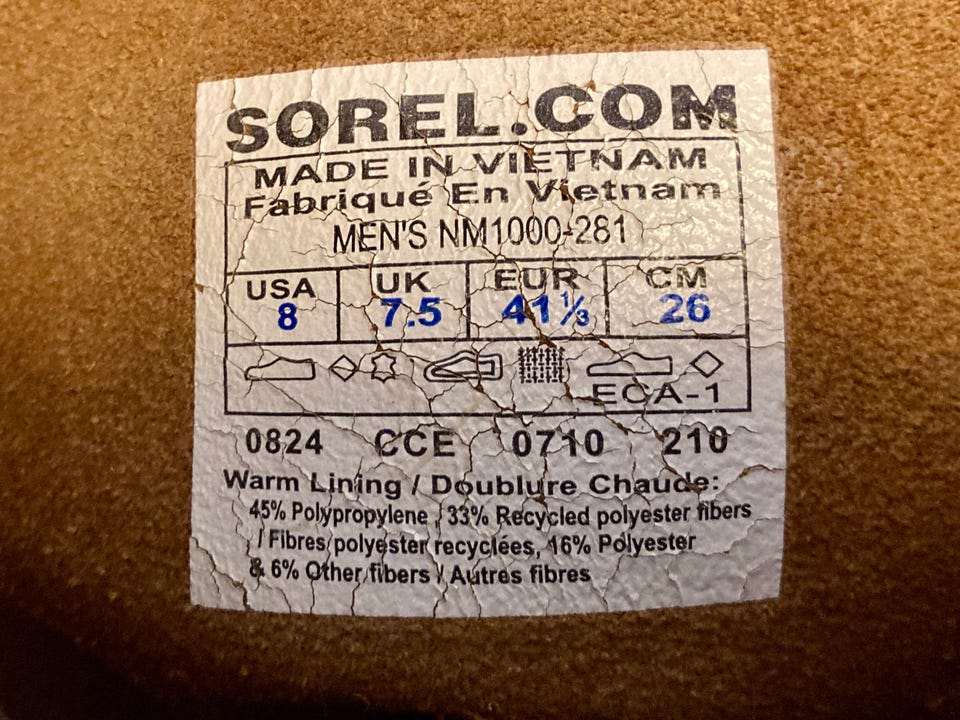 SOREL.COM
MADE IN VIETNAM
Fabriqué En Vietnam
MEN'S NM1000-281
USA UK EUR CM
8 7.5 41⅓ 26
ECA-1
0824 CCE 0710 210
Warm Lining / Doublure Chaude:
45% Polypropylene , 33% Recycled polyester fibers
/ Fibres polyester recyclées, 16% Polyester
& 6% Other fibers / Autres fibres